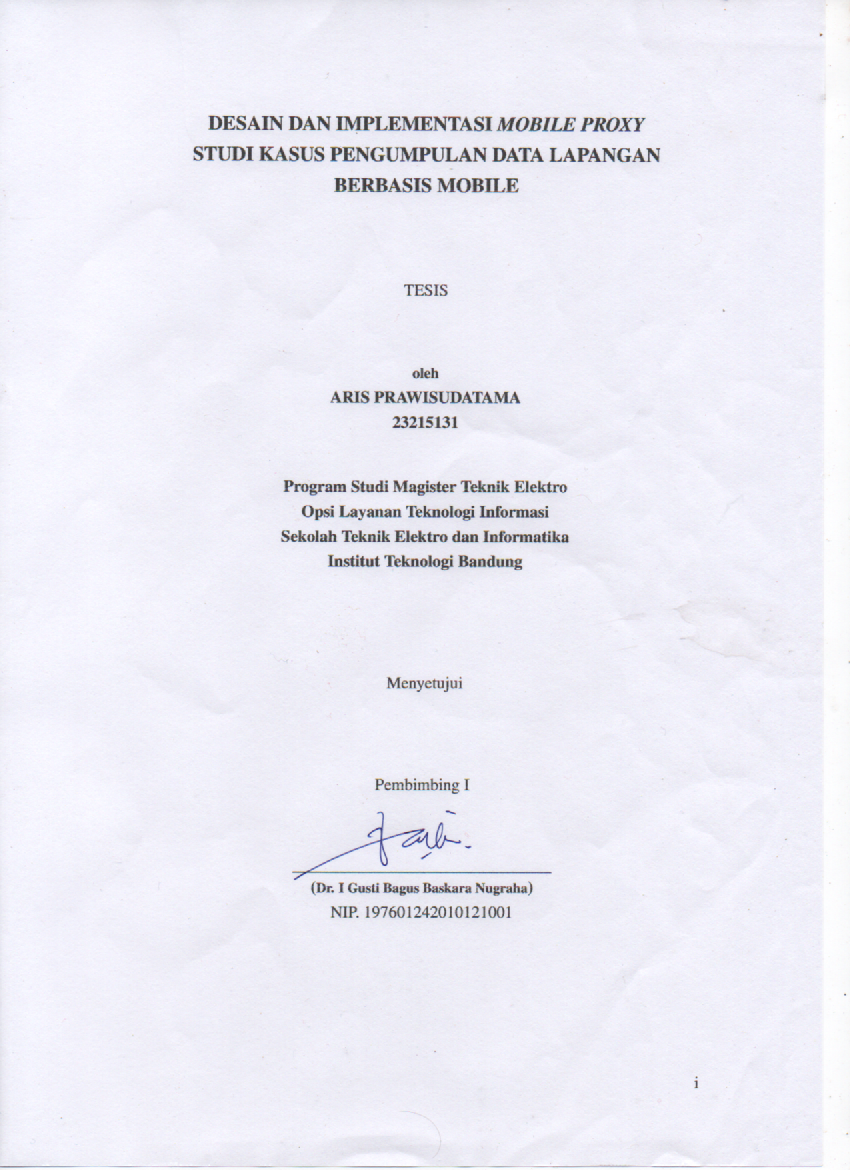 DESAIN DAN IMPLEMENTASI MOBILE PROXY
STUDI KASUS PENGUMPULAN DATA LAPANGAN
BERBASIS MOBILE
TESIS
oleh
ARIS PRAWISUDATAMA
23215131
Program Studi Magister Teknik Elektro
Opsi Layanan Teknologi Informasi
Sekolah Teknik Elektro dan Informatika
Institut Teknologi Bandung
Menyetujui
Pembimbing I
(Dr. I Gusti Bagus Baskara Nugraha)
NIP. 197601242010121001
i